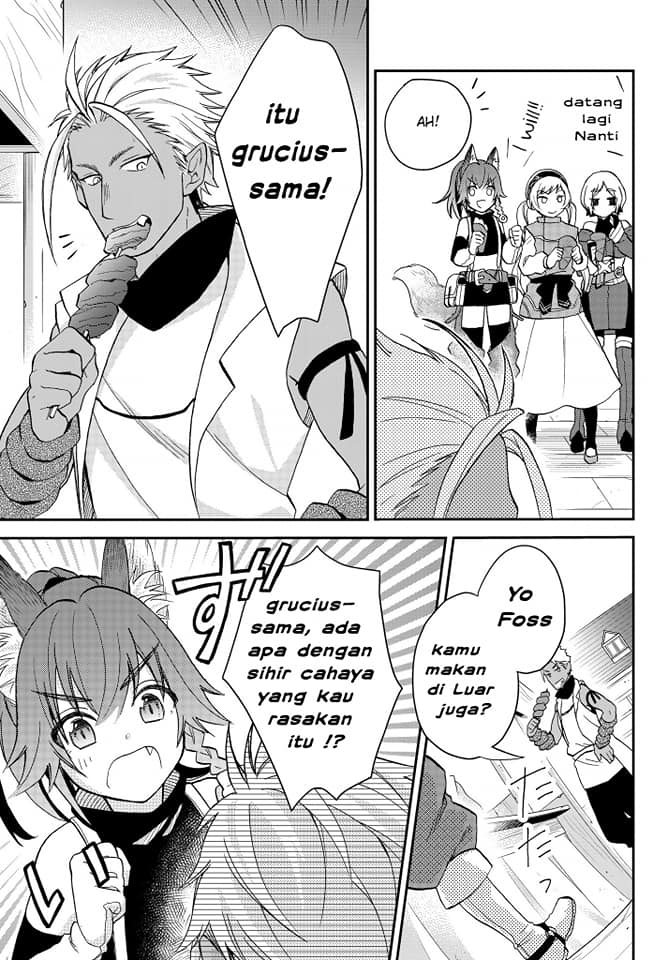 datang
lagi
Nanti
AH!
itu
grucius-
sama!
Yo
Foss
kamu
makan
di Luar
juga?
grucius-
sama, ada
apa dengan
sihir cahaya
yang kau
rasakan
itu !?